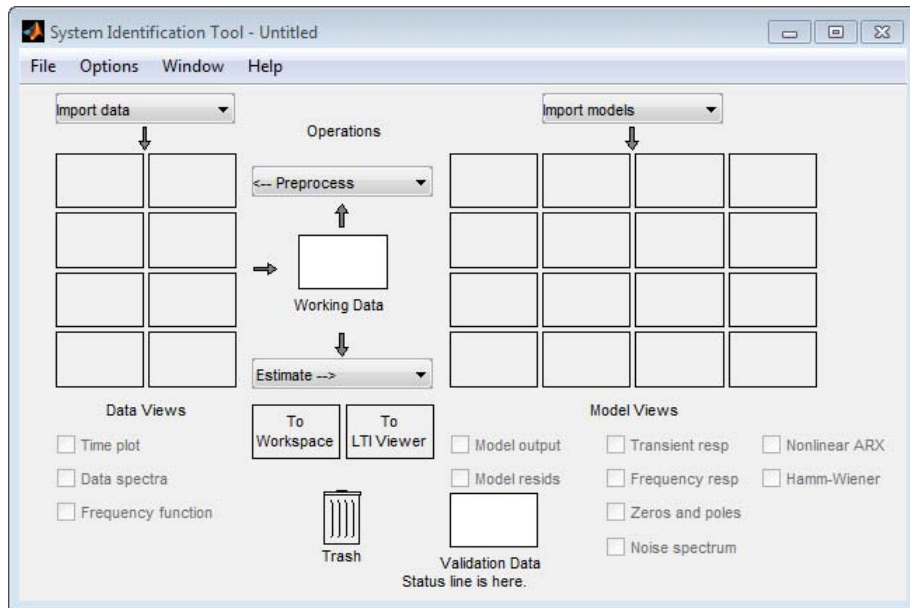 System Identification Tool - Untitled
File Options Window Help
Import data
Import models
Operations
<-- Preprocess
Working Data
Estimate -->
Data Views
To Workspace
To LTI Viewer
Model Views
Time plot
Data spectra
Frequency function
Model output
Model resids
Transient resp
Frequency resp
Zeros and poles
Noise spectrum
Nonlinear ARX
Hamm-Wiener
Trash
Validation Data
Status line is here.